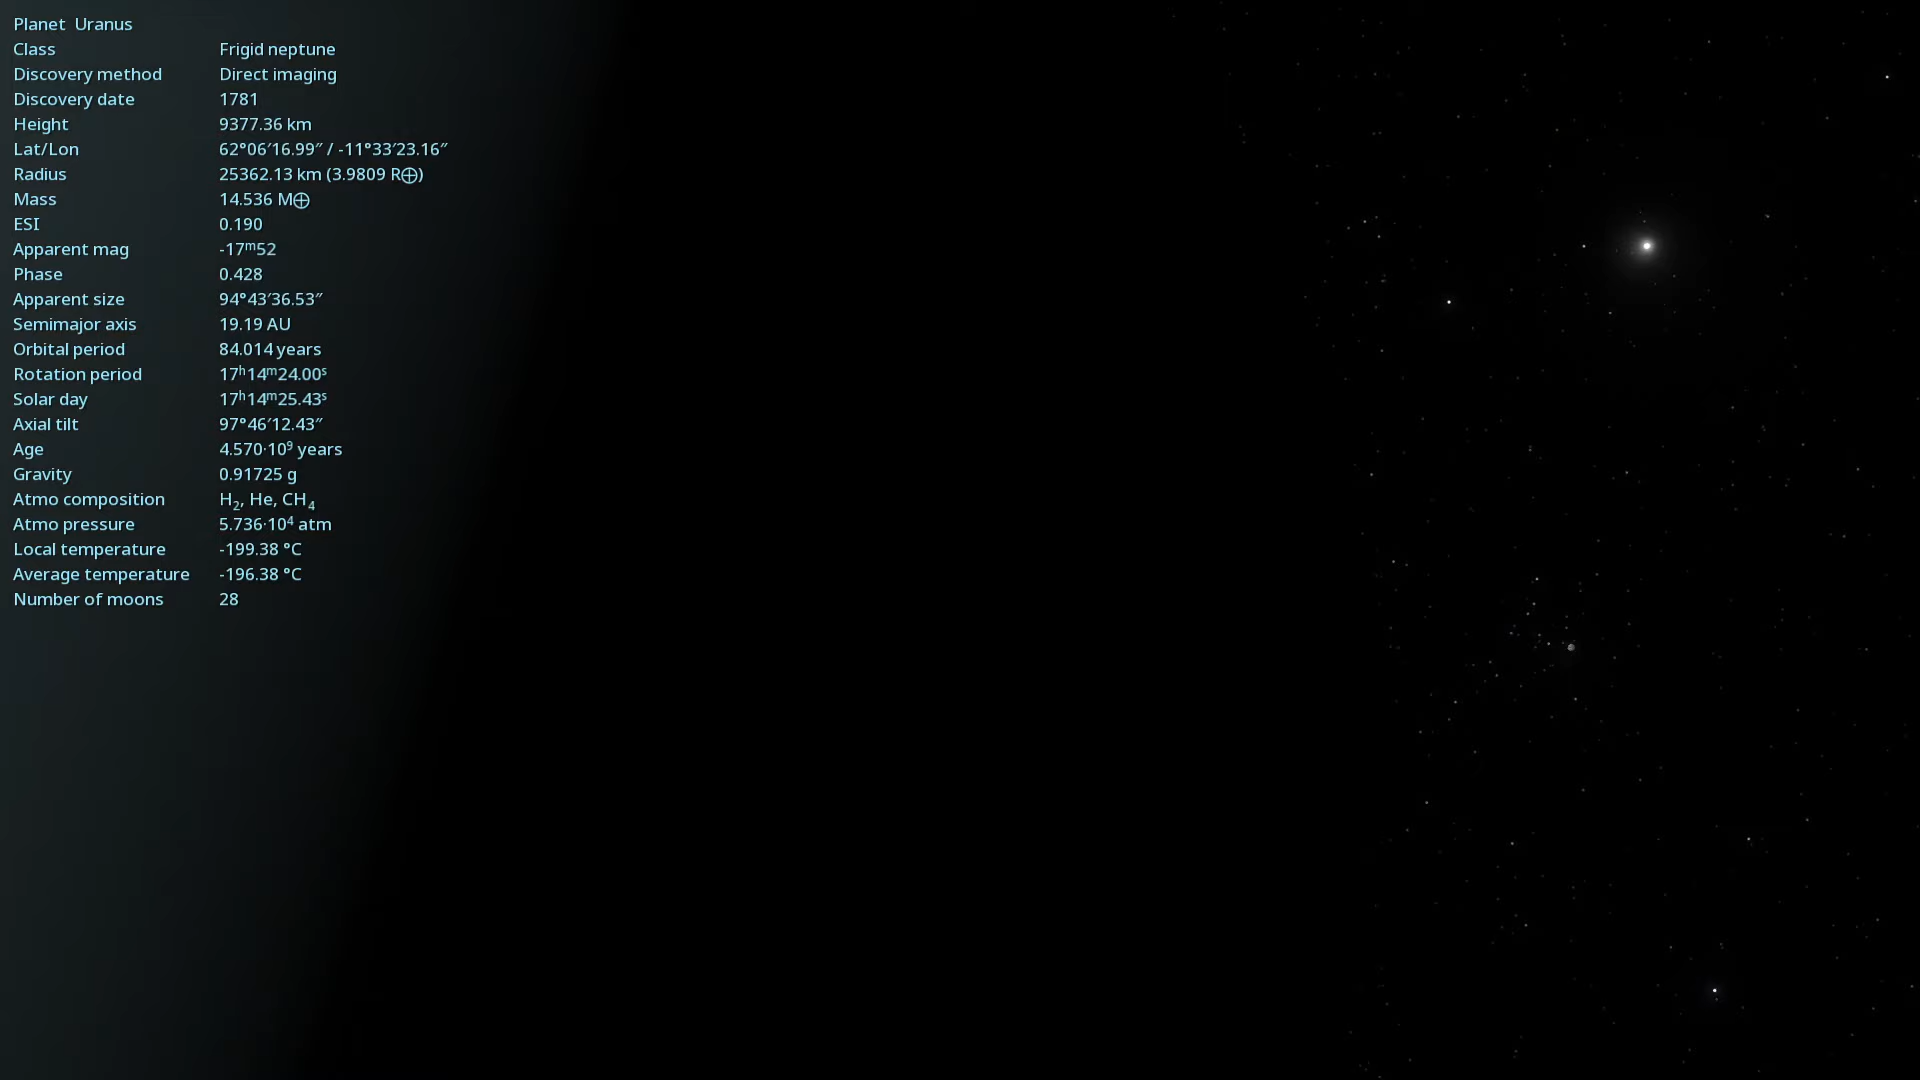 Planet Uranus
Class Frigid neptune
Discovery method Direct imaging
Discovery date 1781
Height 9377.36 km
Lat/Lon 62°06′16.99″ / -11°33′23.16″
Radius 25362.13 km (3.9809 R⊕)
Mass 14.536 M⊕
ESI 0.190
Apparent mag -17ᵐ52
Phase 0.428
Apparent size 94°43′36.53″
Semimajor axis 19.19 AU
Orbital period 84.014 years
Rotation period 17ʰ14ᵐ24.00ˢ
Solar day 17ʰ14ᵐ25.43ˢ
Axial tilt 97°46′12.43″
Age 4.570·10⁹ years
Gravity 0.91725 g
Atmo composition H₂, He, CH₄
Atmo pressure 5.736·10⁴ atm
Local temperature -199.38 °C
Average temperature -196.38 °C
Number of moons 28